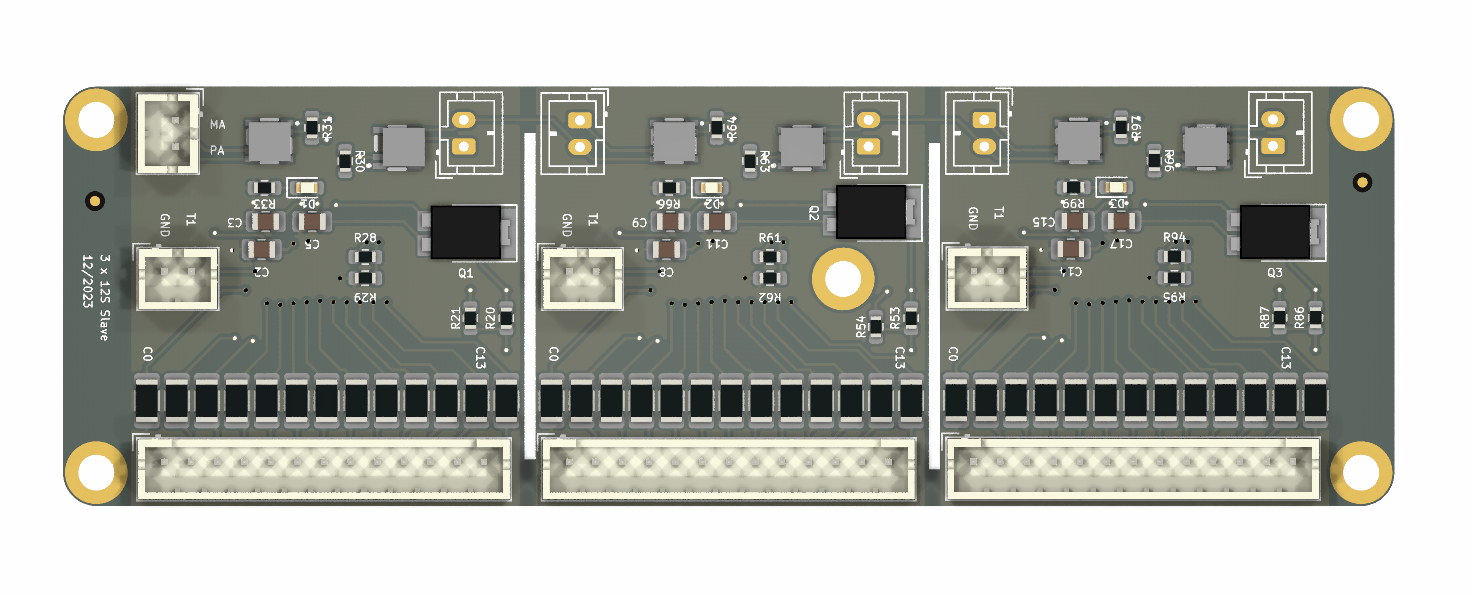 MA
PA
R31
R30
R33
D1
C3
C5
C2
GND
T1
R28
R29
Q1
R21
R20
3 x 12S Slave
12/2023
C0
C13
R64
R63
R66
D2
C9
C11
C8
GND
T1
R61
R62
Q2
R54
R53
C0
C13
R97
R96
R99
D3
C15
C17
C14
GND
T1
R94
R95
Q3
R87
R86
C0
C13